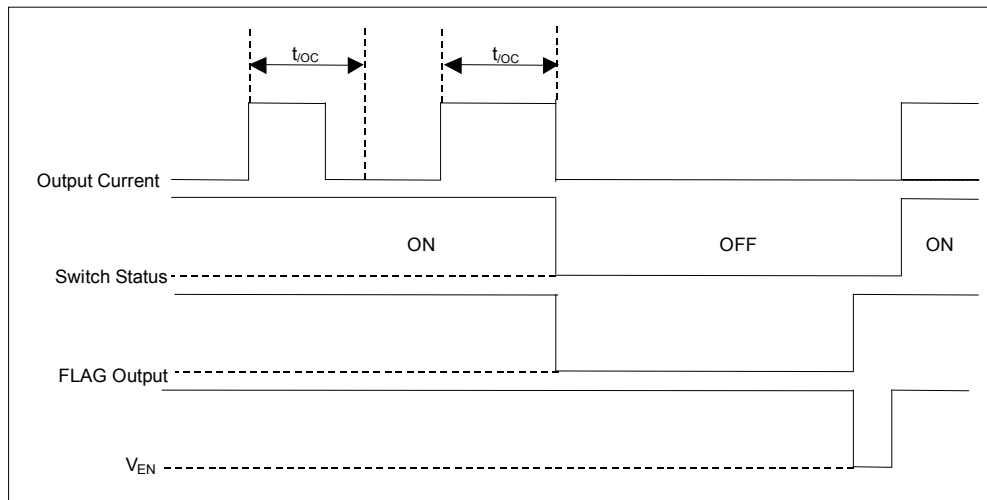 t/OC t/OC
Output Current
ON OFF ON
Switch Status
FLAG Output
VEN